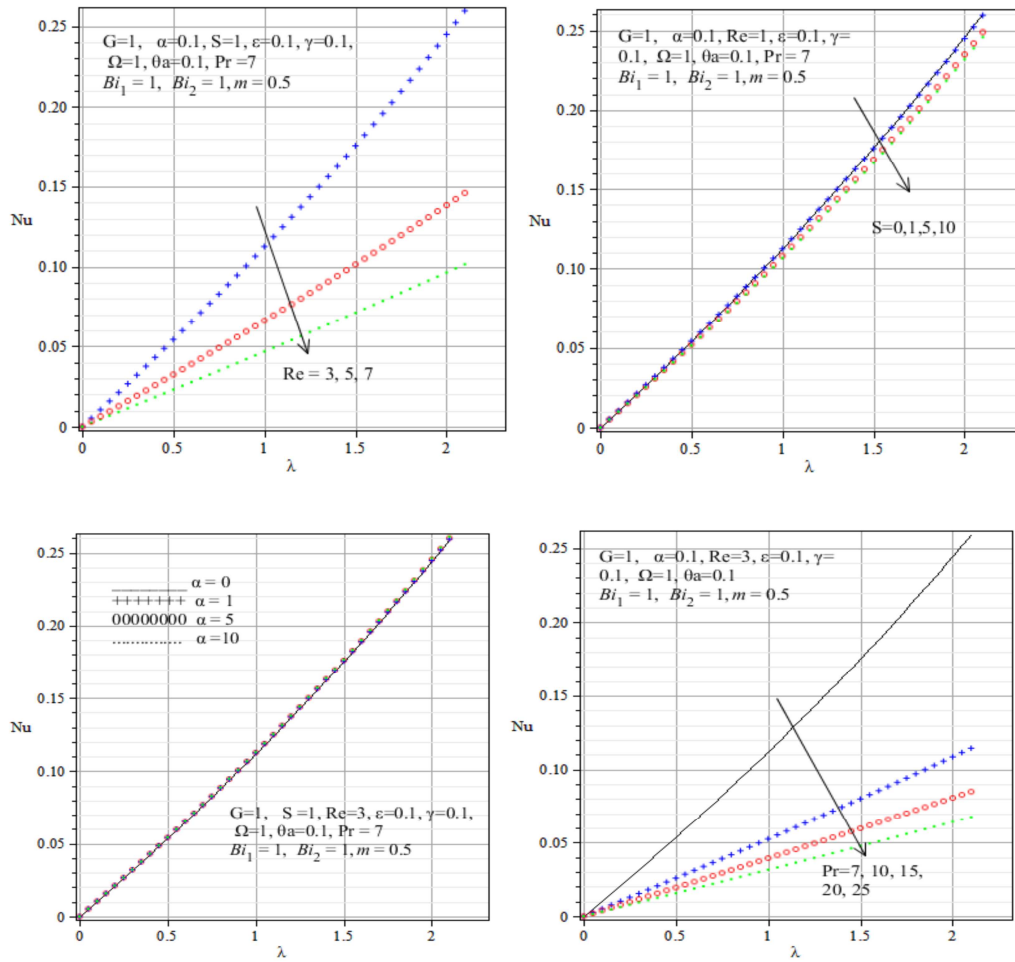 0.25
0.20
0.15
Nu
0.10
0.05
0
G=1, α=0.1, S=1, ε=0.1, γ=0.1,
Ω=1, θa=0.1, Pr =7
Bi₁ = 1, Bi₂ = 1, m = 0.5
Re = 3, 5, 7
0 0.5 1 1.5 2
λ
0.25
0.20
0.15
Nu
0.10
0.05
0
G=1, α=0.1, Re=1, ε=0.1, γ=
0.1, Ω=1, θa=0.1, Pr = 7
Bi₁ = 1, Bi₂ = 1, m = 0.5
S=0,1,5,10
0 0.5 1 1.5 2
λ
0.25
0.20
0.15
Nu
0.10
0.05
0
α = 0
α = 1
α = 5
α =10
G=1, S =1, Re=3, ε=0.1, γ=0.1,
Ω=1, θa=0.1, Pr = 7
Bi₁ = 1, Bi₂ = 1, m = 0.5
0 0.5 1 1.5 2
λ
0.25
0.20
0.15
Nu
0.10
0.05
0
G=1, α=0.1, Re=3, ε=0.1, γ=
0.1, Ω=1, θa=0.1
Bi₁ = 1, Bi₂ = 1, m = 0.5
Pr=7, 10, 15,
20, 25
0 0.5 1 1.5 2
λ